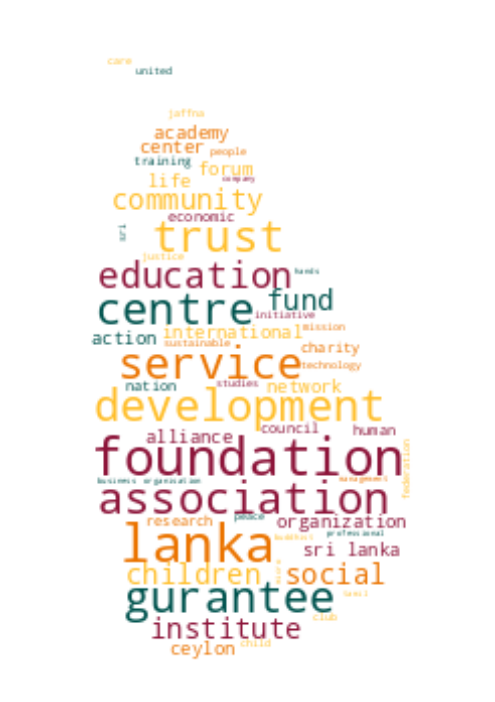 care
united
jaffna
academy
center people
training forum
life company
community
economic
sri trust
justice
education hands
centre fund
initiative
action international mission
sustainable charity
service technology
nation studies network
development
alliance council human
foundation federation
business organisation management
association
research peace organization
lanka buddhist professional
sri lanka
children social
gurantee
institute club
ceylon child